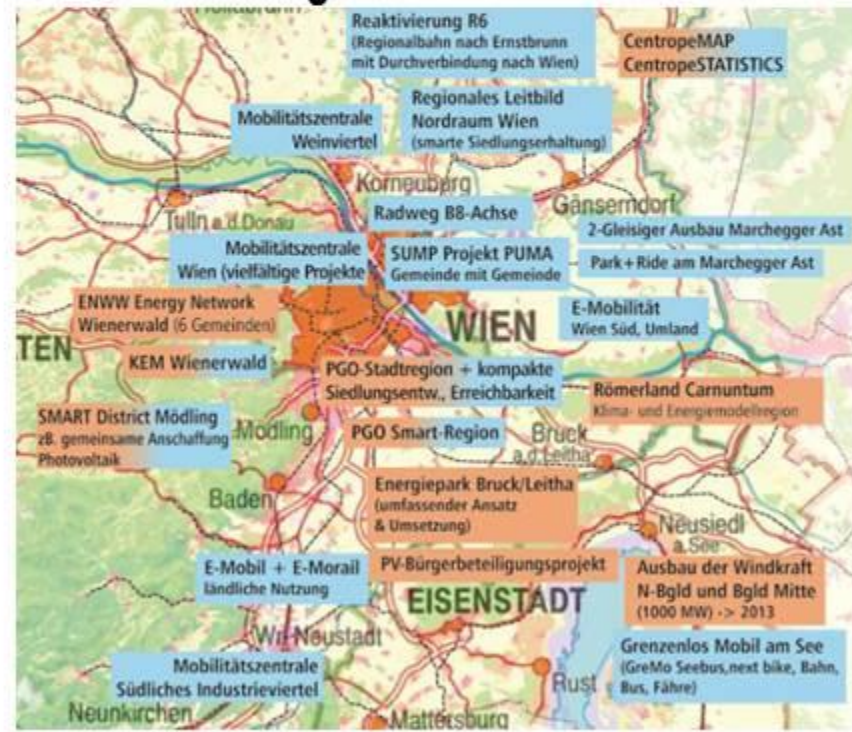 Reaktivierung R6
(Regionalbahn nach Ernstbrunn
mit Durchverbindung nach Wien)
CentropeMAP
CentropeSTATISTICS
Mobilitätszentrale
Weinviertel
Regionales Leitbild
Nordraum Wien
(smarte Siedlungserhaltung)
Korneuburg
Gänserndorf
Tulln a.d.Donau
Radweg B8-Achse
2-Gleisiger Ausbau Marchegger Ast
Mobilitätszentrale
Wien (vielfältige Projekte
SUMP Projekt PUMA
Gemeinde mit Gemeinde
Park+Ride am Marchegger Ast
ENWW Energy Network
Wienerwald (6 Gemeinden)
WIEN
E-Mobilität
Wien Süd, Umland
TEN
KEM Wienerwald
PGO-Stadtregion + kompakte
Siedlungsentw., Erreichbarkeit
Römerland Carnuntum
Klima- und Energiemodellregion
SMART District Mödling
zB. gemeinsame Anschaffung
Photovoltaik
Mödling
PGO Smart-Region
Bruck
a.d.Leitha
Baden
Energiepark Bruck/Leitha
(umfassender Ansatz
& Umsetzung)
Neusiedl
a.See
E-Mobil + E-Morail
ländliche Nutzung
PV-Bürgerbeteiligungsprojekt
Ausbau der Windkraft
N-Bgld und Bgld Mitte
(1000 MW) -> 2013
EISENSTADT
Wr. Neustadt
Grenzenlos Mobil am See
(GreMo Seebus,next bike, Bahn,
Bus, Fähre)
Mobilitätszentrale
Südliches Industrieviertel
Rust
Neunkirchen
Mattersburg